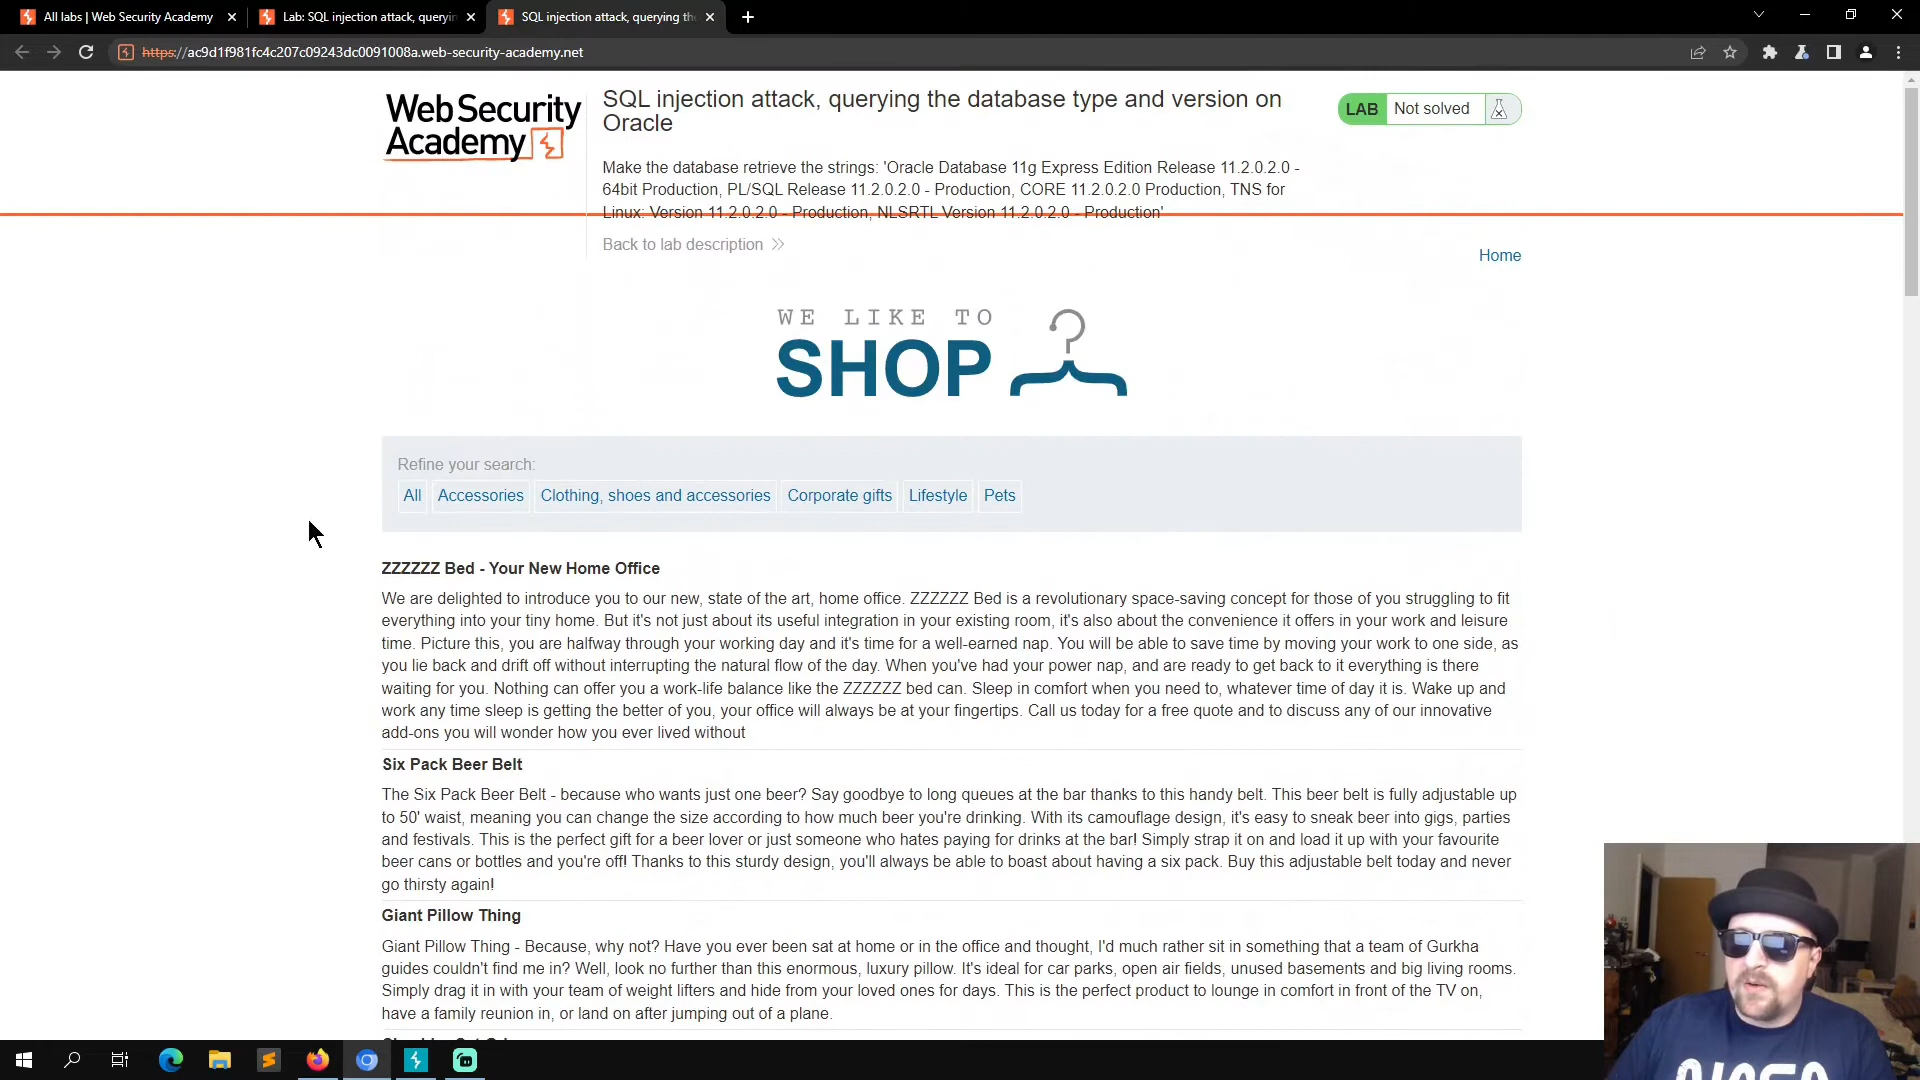 All labs | Web Security Academy
Lab: SQL injection attack, queryin
SQL injection attack, querying th
https://ac9d1f981fc4c207c09243dc0091008a.web-security-academy.net
Web Security
Academy
SQL injection attack, querying the database type and version on
Oracle
LAB Not solved
Make the database retrieve the strings: 'Oracle Database 11g Express Edition Release 11.2.0.2.0 -
64bit Production, PL/SQL Release 11.2.0.2.0 - Production, CORE 11.2.0.2.0 Production, TNS for
Linux: Version 11.2.0.2.0 - Production, NLSRTL Version 11.2.0.2.0 - Production'
Back to lab description
Home
WE LIKE TO
SHOP
Refine your search:
All Accessories Clothing, shoes and accessories Corporate gifts Lifestyle Pets
ZZZZZZ Bed - Your New Home Office
We are delighted to introduce you to our new, state of the art, home office. ZZZZZZ Bed is a revolutionary space-saving concept for those of you struggling to fit
everything into your tiny home. But it's not just about its useful integration in your existing room, it's also about the convenience it offers in your work and leisure
time. Picture this, you are halfway through your working day and it's time for a well-earned nap. You will be able to save time by moving your work to one side, as
you lie back and drift off without interrupting the natural flow of the day. When you've had your power nap, and are ready to get back to it everything is there
waiting for you. Nothing can offer you a work-life balance like the ZZZZZZ bed can. Sleep in comfort when you need to, whatever time of day it is. Wake up and
work any time sleep is getting the better of you, your office will always be at your fingertips. Call us today for a free quote and to discuss any of our innovative
add-ons you will wonder how you ever lived without
Six Pack Beer Belt
The Six Pack Beer Belt - because who wants just one beer? Say goodbye to long queues at the bar thanks to this handy belt. This beer belt is fully adjustable up
to 50' waist, meaning you can change the size according to how much beer you're drinking. With its camouflage design, it's easy to sneak beer into gigs, parties
and festivals. This is the perfect gift for a beer lover or just someone who hates paying for drinks at the bar! Simply strap it on and load it up with your favourite
beer cans or bottles and you're off! Thanks to this sturdy design, you'll always be able to boast about having a six pack. Buy this adjustable belt today and never
go thirsty again!
Giant Pillow Thing
Giant Pillow Thing - Because, why not? Have you ever been sat at home or in the office and thought, I'd much rather sit in something that a team of Gurkha
guides couldn't find me in? Well, look no further than this enormous, luxury pillow. It's ideal for car parks, open air fields, unused basements and big living rooms.
Simply drag it in with your team of weight lifters and hide from your loved ones for days. This is the perfect product to lounge in comfort in front of the TV on,
have a family reunion in, or land on after jumping out of a plane.